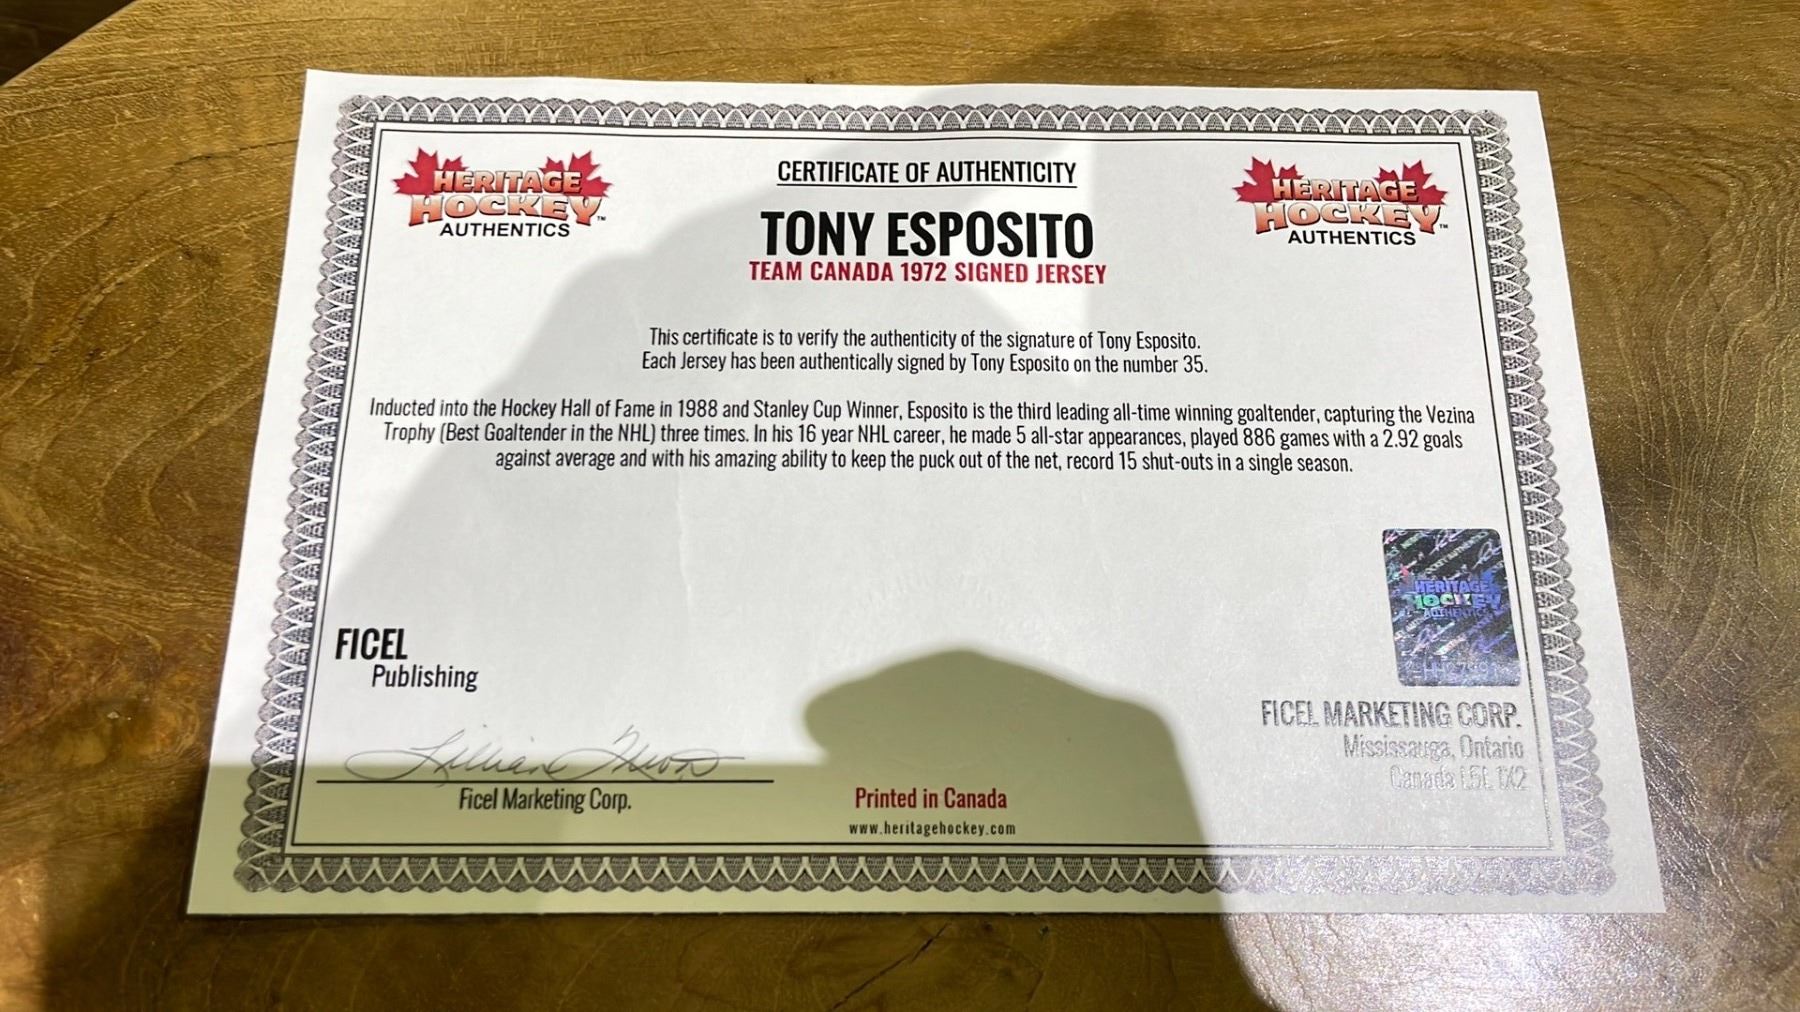 HERITAGE
HOCKEY™
AUTHENTICS
CERTIFICATE OF AUTHENTICITY
TONY ESPOSITO
TEAM CANADA 1972 SIGNED JERSEY
HERITAGE
HOCKEY™
AUTHENTICS
This certificate is to verify the authenticity of the signature of Tony Esposito.
Each Jersey has been authentically signed by Tony Esposito on the number 35.
Inducted into the Hockey Hall of Fame in 1988 and Stanley Cup Winner, Esposito is the third leading all-time winning goaltender, capturing the Vezina
Trophy (Best Goaltender in the NHL) three times. In his 16 year NHL career, he made 5 all-star appearances, played 886 games with a 2.92 goals
against average and with his amazing ability to keep the puck out of the net, record 15 shut-outs in a single season.
HERITAGE
HOCKEY
AUTHENTICS
FICEL
Publishing
FICEL MARKETING CORP.
Mississauga, Ontario
Canada L5L 1X2
Lillian
Ficel Marketing Corp.
Printed in Canada
www.heritagehockey.com